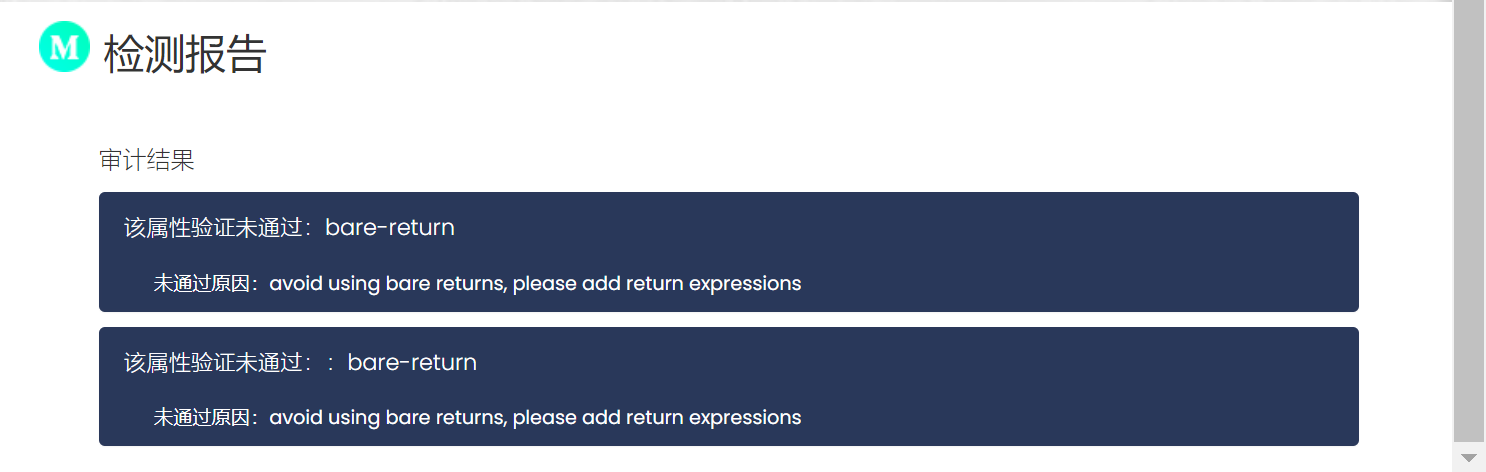 M 检测报告
审计结果
该属性验证未通过：bare-return
未通过原因：avoid using bare returns, please add return expressions
该属性验证未通过：: bare-return
未通过原因：avoid using bare returns, please add return expressions